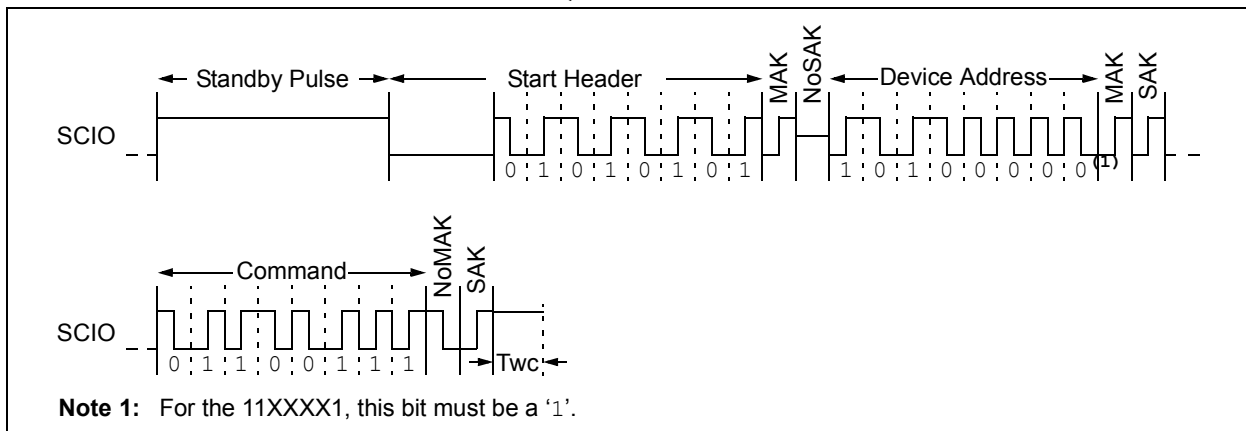 Standby Pulse Start Header MAK NoSAK Device Address MAK SAK
SCIO
0 1 0 1 0 1 0 1 1 0 1 0 0 0 0 0(1)
Command NoMAK SAK
SCIO
0 1 1 0 0 1 1 1 Twc
Note 1: For the 11XXXX1, this bit must be a ‘1’.